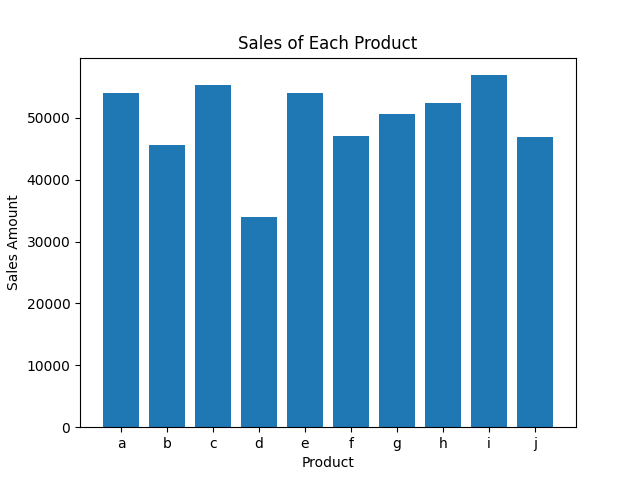 Sales of Each Product
Sales Amount
50000
40000
30000
20000
10000
0
a b c d e f g h i j
Product